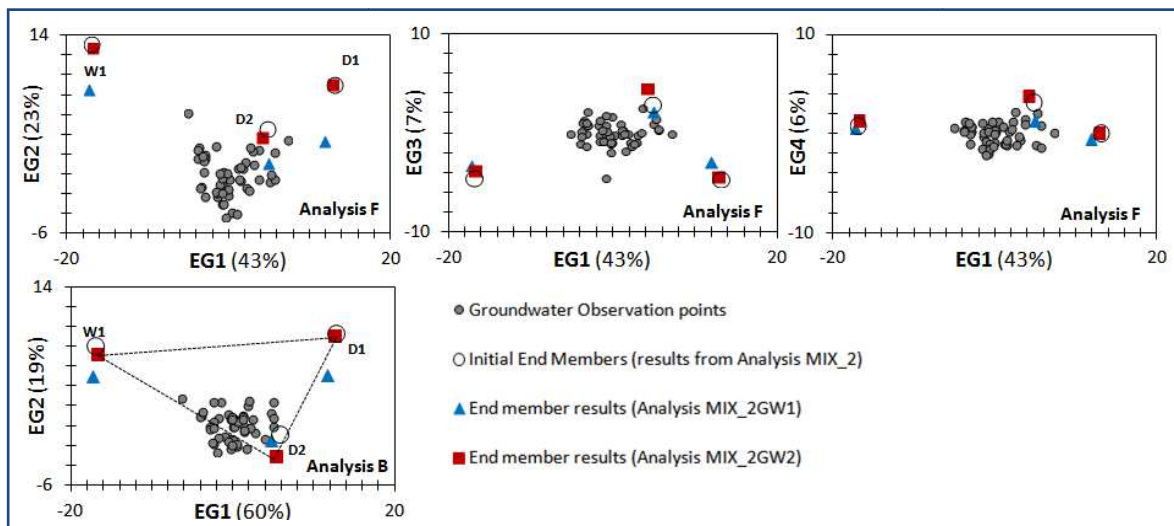 14
W1
D1
D2
EG2 (23%)
Analysis F
-6
-20
EG1 (43%)
20
10
EG3 (7%)
Analysis F
-10
-20
EG1 (43%)
20
10
EG4 (6%)
Analysis F
-10
-20
EG1 (43%)
20
14
W1
D1
D2
EG2 (19%)
Analysis B
-6
-20
EG1 (60%)
20
Groundwater Observation points
Initial End Members (results from Analysis MIX_2)
End member results (Analysis MIX_2GW1)
End member results (Analysis MIX_2GW2)